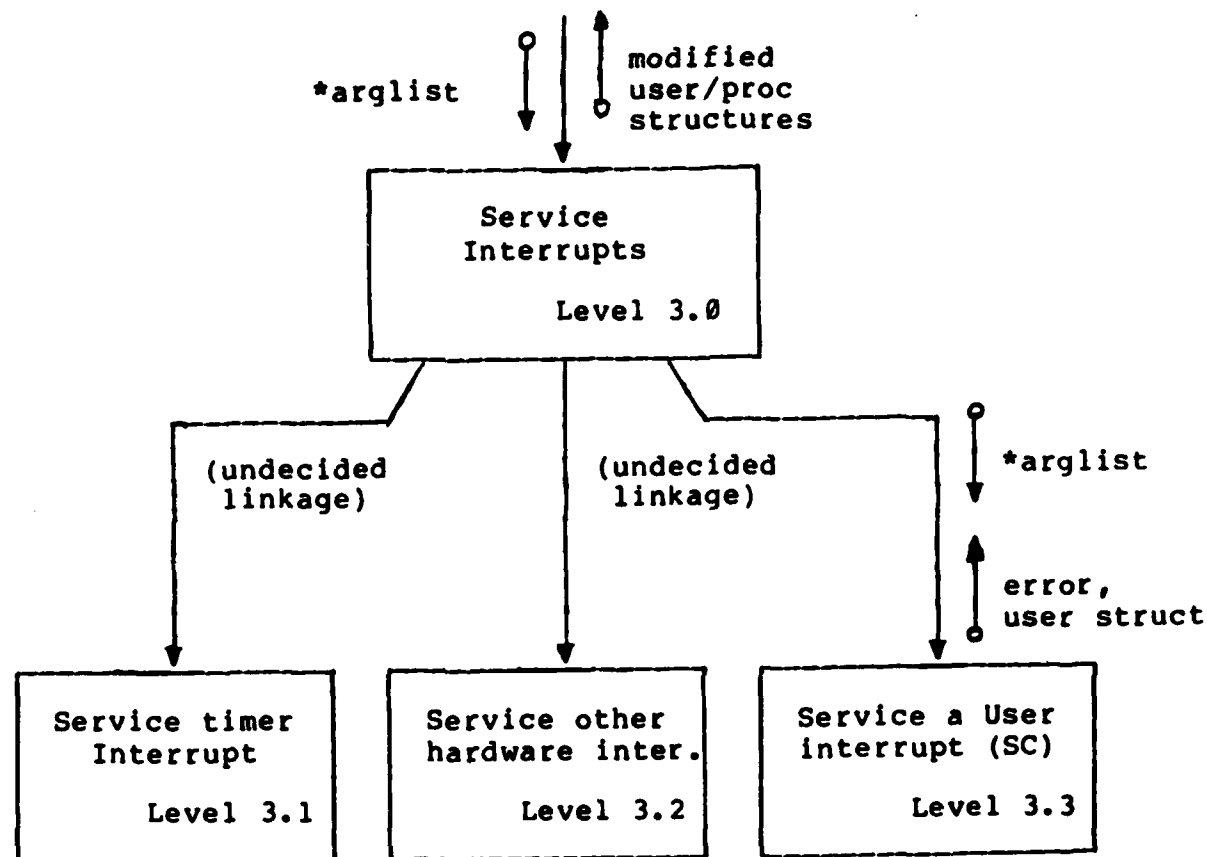 *arglist
modified
user/proc
structures
Service
Interrupts
Level 3.0
(undecided
linkage)
(undecided
linkage)
*arglist
error,
user struct
Service timer
Interrupt
Level 3.1
Service other
hardware inter.
Level 3.2
Service a User
interrupt (SC)
Level 3.3